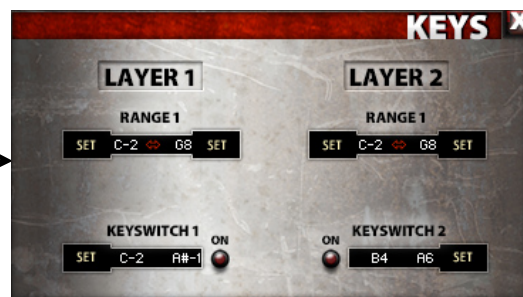 KEYS X
LAYER 1 LAYER 2
RANGE 1 RANGE 1
SET C-2 ⇔ G8 SET SET C-2 ⇔ G8 SET
KEYSWITCH 1 ON ON KEYSWITCH 2
SET C-2 A#-1 B4 A6 SET